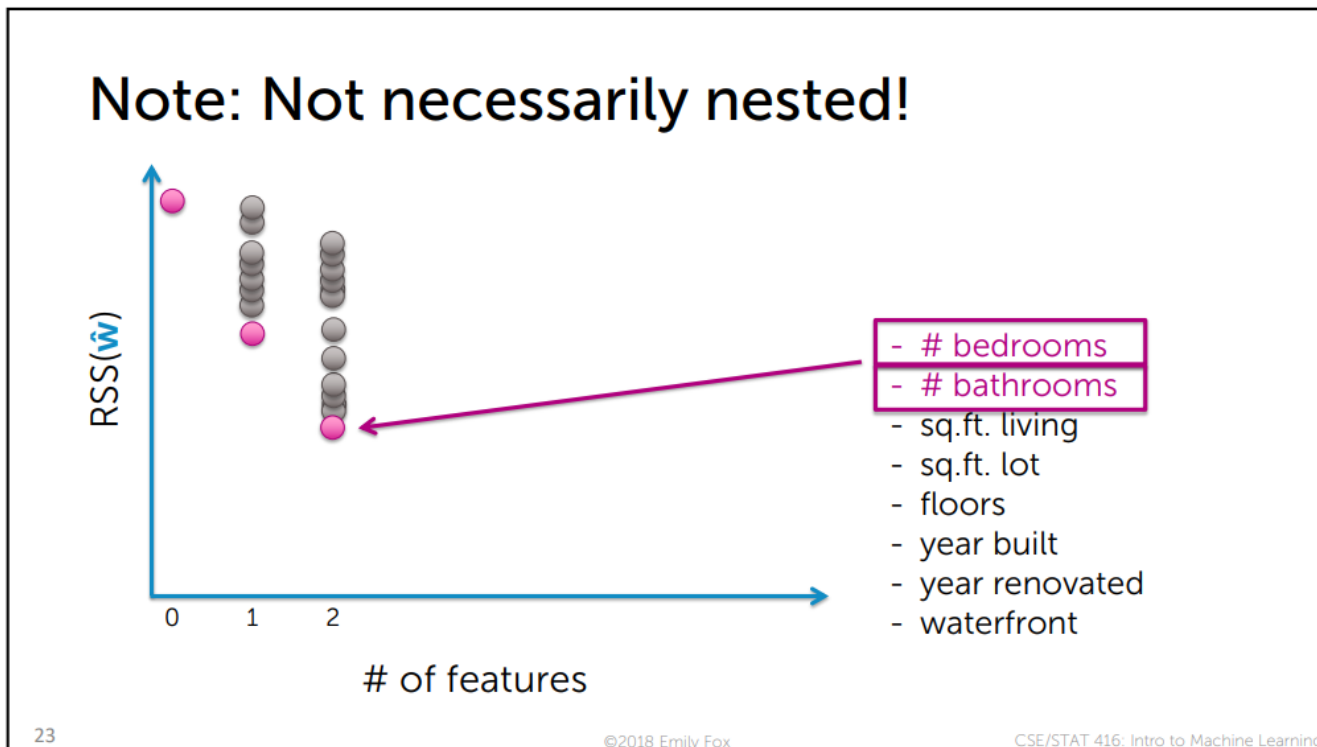 Note: Not necessarily nested!
RSS(ŵ)
- # bedrooms
- # bathrooms
- sq.ft. living
- sq.ft. lot
- floors
- year built
- year renovated
- waterfront
0 1 2
# of features
23 ©2018 Emily Fox CSE/STAT 416: Intro to Machine Learning